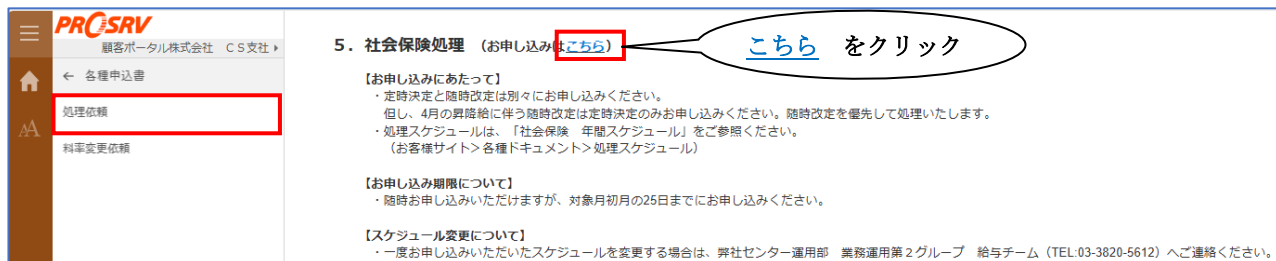 PROSRV
顧客ポータル株式会社 CS支社
← 各種申込書
処理依頼
料率変更依頼
AA
5. 社会保険処理 (お申し込みはこちら)
こちら をクリック
【お申し込みにあたって】
・定時決定と随時改定は別々にお申し込みください。
但し、4月の昇降給に伴う随時改定は定時決定のみお申し込みください。随時改定を優先して処理いたします。
・処理スケジュールは、「社会保険 年間スケジュール」をご参照ください。
（お客様サイト＞各種ドキュメント＞処理スケジュール）
【お申し込み期限について】
・随時お申し込みいただけますが、対象月初月の25日までにお申し込みください。
【スケジュール変更について】
・一度お申し込みいただいたスケジュールを変更する場合は、弊社センター運用部 業務運用第２グループ 給与チーム（TEL:03-3820-5612）へご連絡ください。